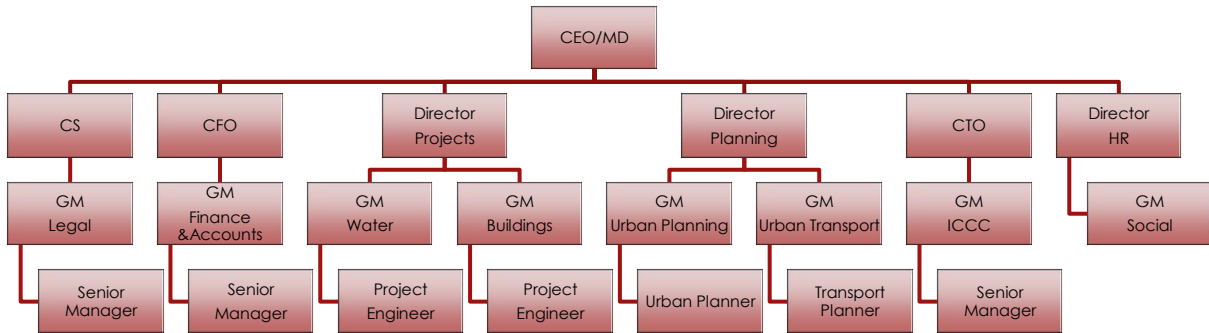 CEO/MD
CS
CFO
Director
Projects
Director
Planning
CTO
Director
HR
GM
Legal
GM
Finance
&Accounts
GM
Water
GM
Buildings
GM
Urban Planning
GM
Urban Transport
GM
ICCC
GM
Social
Senior
Manager
Senior
Manager
Project
Engineer
Project
Engineer
Urban Planner
Transport
Planner
Senior
Manager